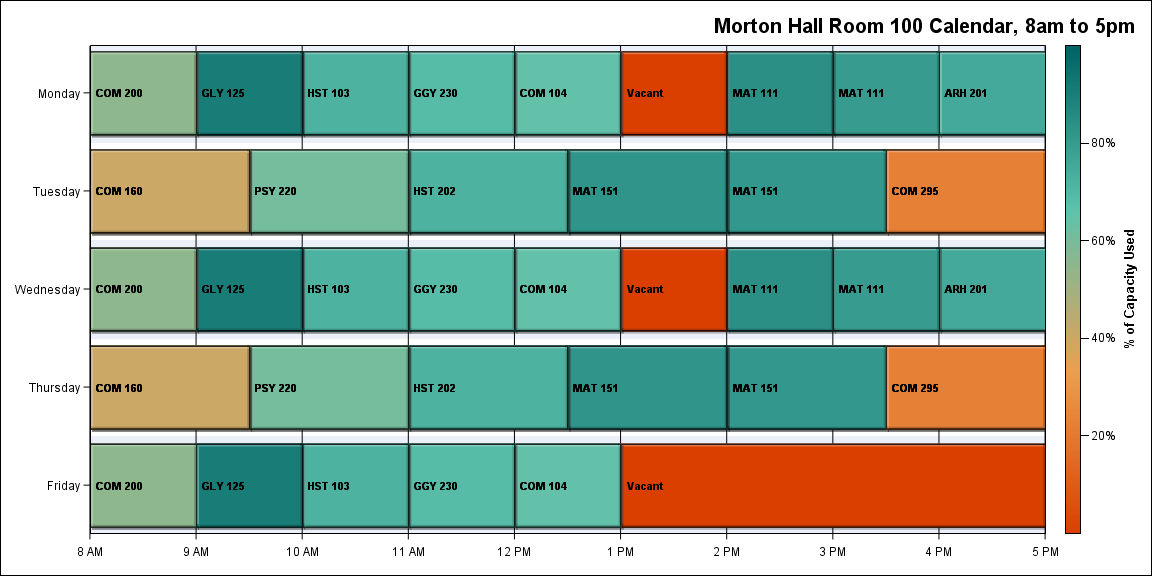 Morton Hall Room 100 Calendar, 8am to 5pm
Monday COM 200 GLY 125 HST 103 GGY 230 COM 104 Vacant MAT 111 MAT 111 ARH 201
80%
Tuesday COM 160 PSY 220 HST 202 MAT 151 MAT 151 COM 295
60%
% of Capacity Used
Wednesday COM 200 GLY 125 HST 103 GGY 230 COM 104 Vacant MAT 111 MAT 111 ARH 201
40%
Thursday COM 160 PSY 220 HST 202 MAT 151 MAT 151 COM 295
20%
Friday COM 200 GLY 125 HST 103 GGY 230 COM 104 Vacant
8 AM 9 AM 10 AM 11 AM 12 PM 1 PM 2 PM 3 PM 4 PM 5 PM